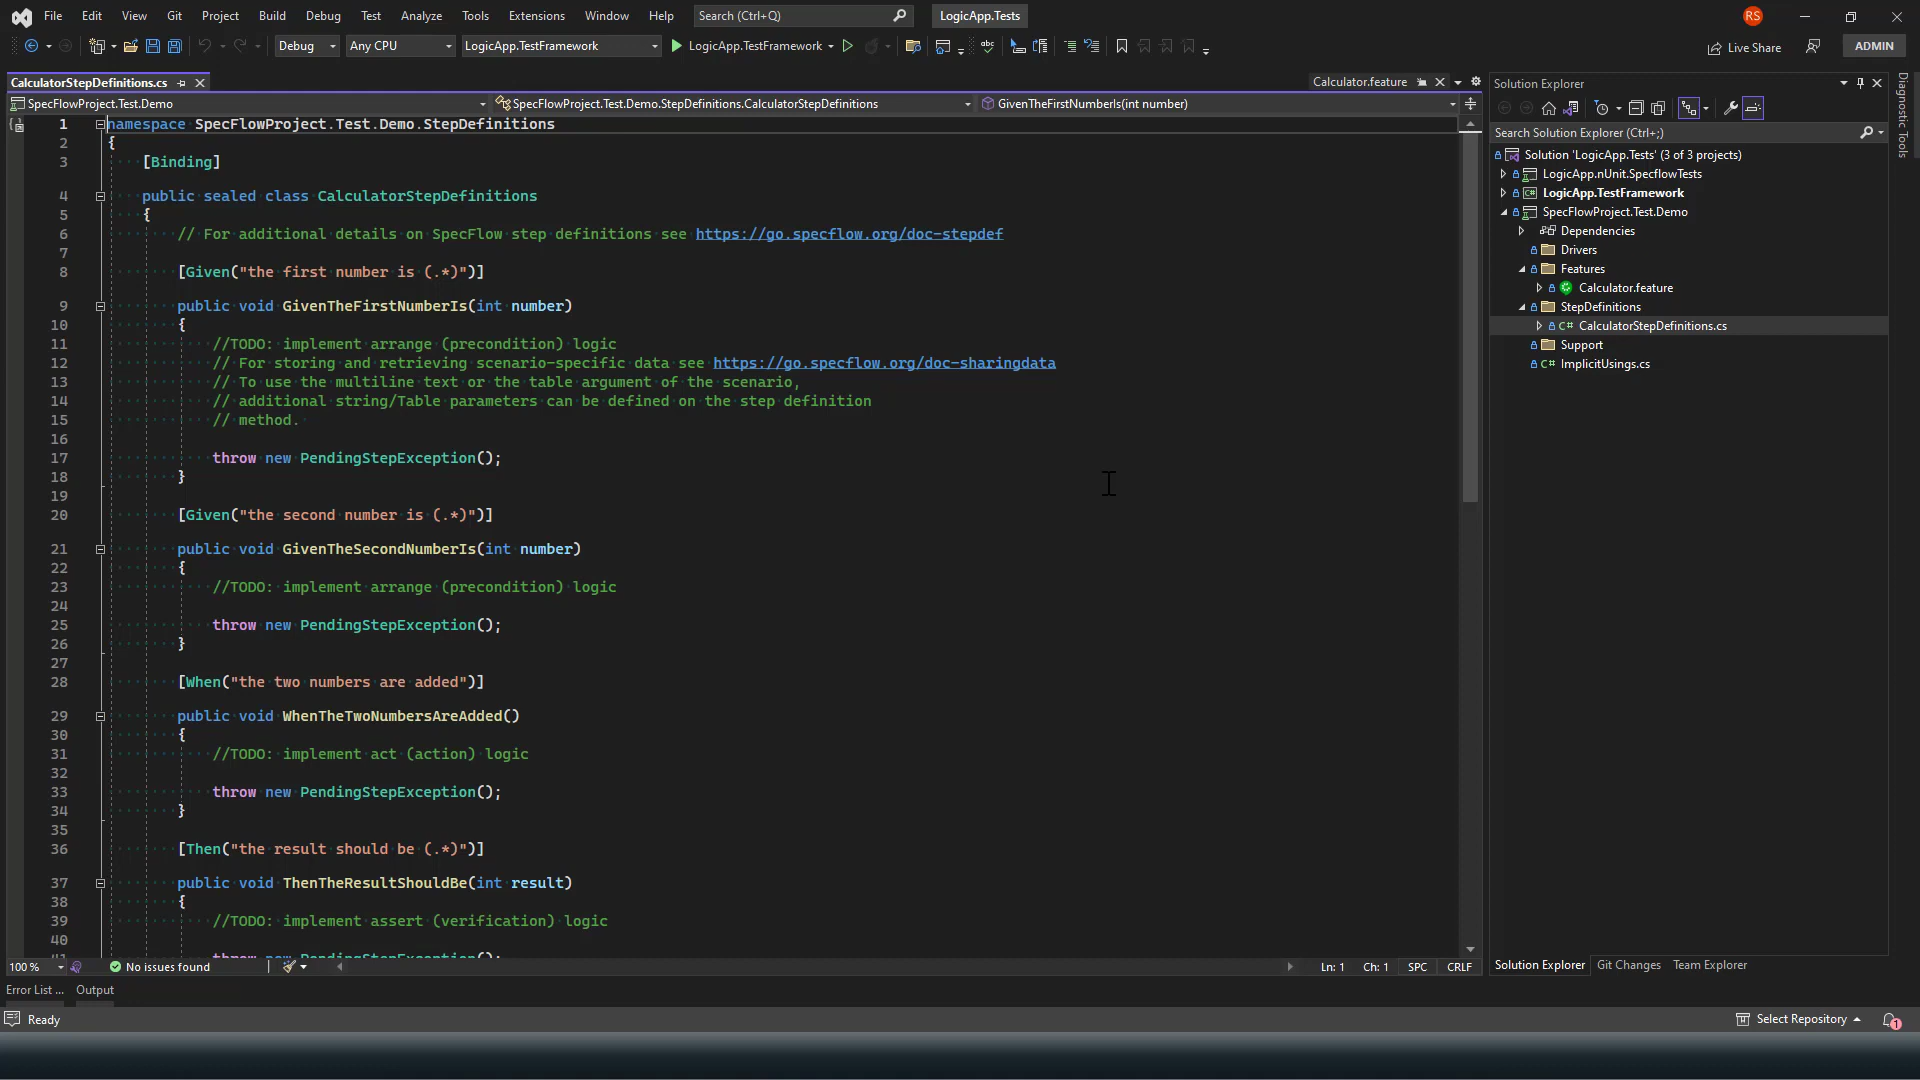 File Edit View Git Project Build Debug Test Analyze Tools Extensions Window Help Search (Ctrl+Q) LogicApp.Tests RS
Debug Any CPU LogicApp.TestFramework LogicApp.TestFramework Live Share ADMIN
CalculatorStepDefinitions.cs Calculator.feature
SpecFlowProject.Test.Demo SpecFlowProject.Test.Demo.StepDefinitions.CalculatorStepDefinitions GivenTheFirstNumberIs(int number)
1 namespace SpecFlowProject.Test.Demo.StepDefinitions
2 {
3 [Binding]
4 public sealed class CalculatorStepDefinitions
5 {
6 // For additional details on SpecFlow step definitions see https://go.specflow.org/doc-stepdef
7
8 [Given("the first number is (.*)")]
9 public void GivenTheFirstNumberIs(int number)
10 {
11 //TODO: implement arrange (precondition) logic
12 // For storing and retrieving scenario-specific data see https://go.specflow.org/doc-sharingdata
13 // To use the multiline text or the table argument of the scenario,
14 // additional string/Table parameters can be defined on the step definition
15 // method.
16
17 throw new PendingStepException();
18 }
19
20 [Given("the second number is (.*)")]
21 public void GivenTheSecondNumberIs(int number)
22 {
23 //TODO: implement arrange (precondition) logic
24
25 throw new PendingStepException();
26 }
27
28 [When("the two numbers are added")]
29 public void WhenTheTwoNumbersAreAdded()
30 {
31 //TODO: implement act (action) logic
32
33 throw new PendingStepException();
34 }
35
36 [Then("the result should be (.*)")]
37 public void ThenTheResultShouldBe(int result)
38 {
39 //TODO: implement assert (verification) logic
40
41 throw new PendingStepException();
100 % No issues found Ln: 1 Ch: 1 SPC CRLF
Error List ... Output
Ready Select Repository 1
Solution Explorer
Search Solution Explorer (Ctrl+;)
Solution 'LogicApp.Tests' (3 of 3 projects)
LogicApp.nUnit.SpecflowTests
C# LogicApp.TestFramework
SpecFlowProject.Test.Demo
Dependencies
Drivers
Features
Calculator.feature
StepDefinitions
C# CalculatorStepDefinitions.cs
Support
C# ImplicitUsings.cs
Solution Explorer Git Changes Team Explorer
Diagnostic Tools